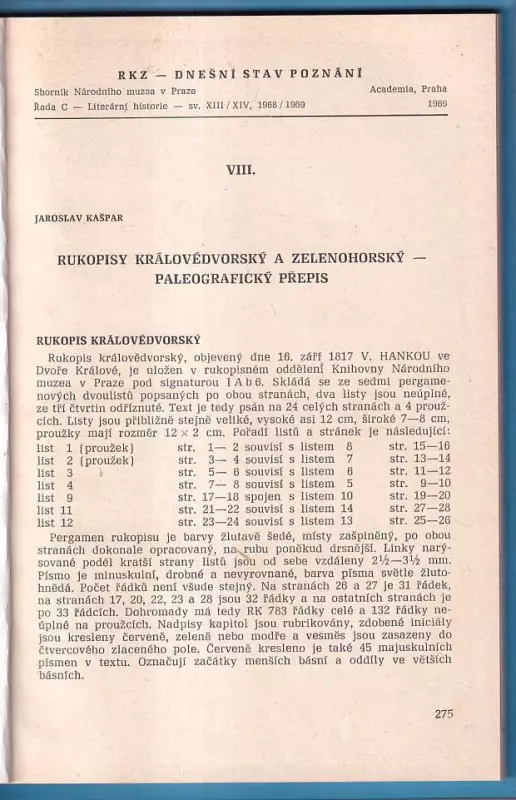 RKZ — DNEŠNÍ STAV POZNÁNÍ
Sborník Národního muzea v Praze Academia, Praha
Řada C — Literární historie — sv. XIII/XIV, 1968/1969 1969
VIII.
JAROSLAV KAŠPAR
RUKOPISY KRÁLOVÉDVORSKÝ A ZELENOHORSKÝ —
PALEOGRAFICKÝ PŘEPIS
RUKOPIS KRÁLOVÉDVORSKÝ
Rukopis královédvorský, objevený dne 16. září 1817 V. HANKOU ve
Dvoře Králové, je uložen v rukopisném oddělení Knihovny Národního
muzea v Praze pod signaturou I A b 6. Skládá se ze sedmi pergame-
nových dvoulistů popsaných po obou stranách, dva listy jsou neúplné,
ze tří čtvrtin odříznuté. Text je tedy psán na 24 celých stranách a 4 prouž-
cích. Listy jsou přibližně stejně veliké, vysoké asi 12 cm, široké 7—8 cm,
proužky mají rozměr 12×2 cm. Pořadí listů a stránek je následující:
list 1 (proužek) str. 1— 2 souvisí s listem 8 str. 15—16
list 2 (proužek) str. 3— 4 souvisí s listem 7 str. 13—14
list 3 str. 5— 6 souvisí s listem 6 str. 11—12
list 4 str. 7— 8 souvisí s listem 5 str. 9—10
list 9 str. 17—18 spojen s listem 10 str. 19—20
list 11 str. 21—22 souvisí s listem 14 str. 27—28
list 12 str. 23—24 souvisí s listem 13 str. 25—26
Pergamen rukopisu je barvy žlutavě šedé, místy zašpiněný, po obou
stranách dokonale opracovaný, na rubu poněkud drsnější. Linky narý-
sované podél kratší strany listů jsou od sebe vzdáleny 2½—3½ mm.
Písmo je minuskulní, drobné a nevyrovnané, barva písma světle žluto-
hnědá. Počet řádků není všude stejný. Na stranách 26 a 27 je 31 řádek,
na stranách 17, 20, 22, 23 a 28 jsou 32 řádky a na ostatních stranách je
po 33 řádcích. Dohromady má tedy RK 783 řádky celé a 132 řádky ne-
úplné na proužcích. Nadpisy kapitol jsou rubrikovány, zdobené iniciály
jsou kresleny červeně, zeleně nebo modře a vesměs jsou zasazeny do
čtvercového zlaceného pole. Červeně kresleno je také 45 majuskulních
písmen v textu. Označují začátky menších básní a oddíly ve větších
básních.
275